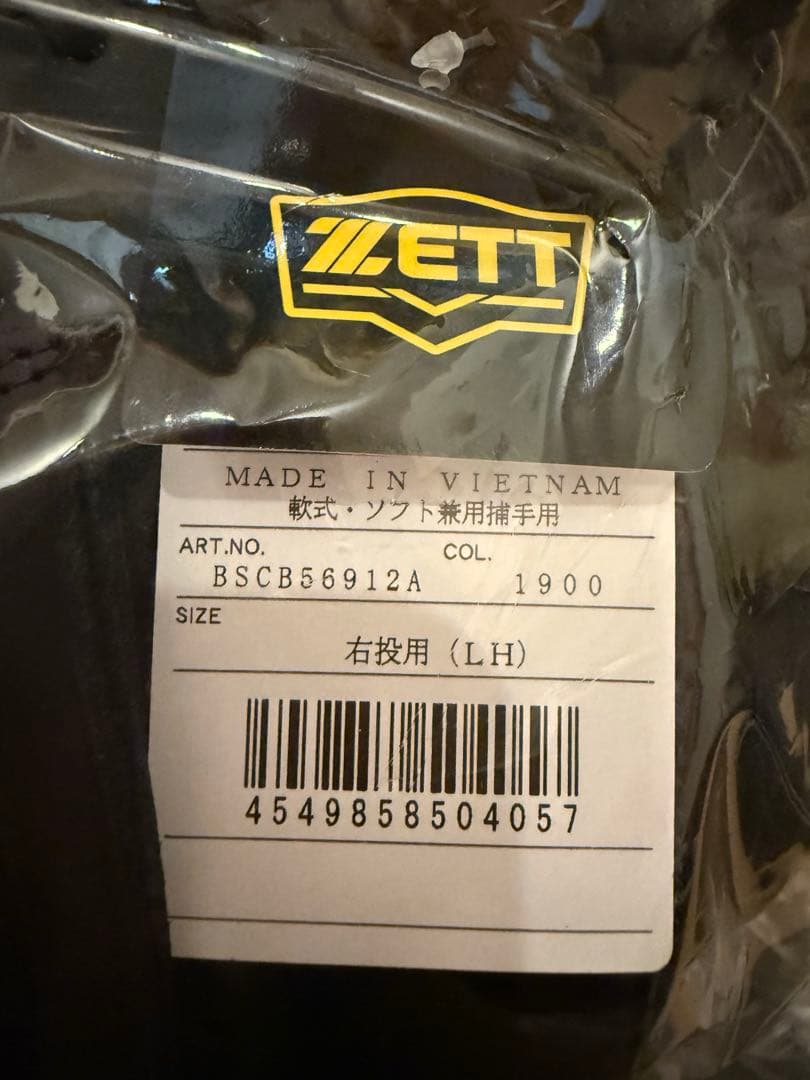 ZETT
MADE IN VIETNAM
軟式・ソフト兼用捕手用
ART.NO. COL.
BSCB56912A 1900
SIZE
右投用（LH）
4549858504057